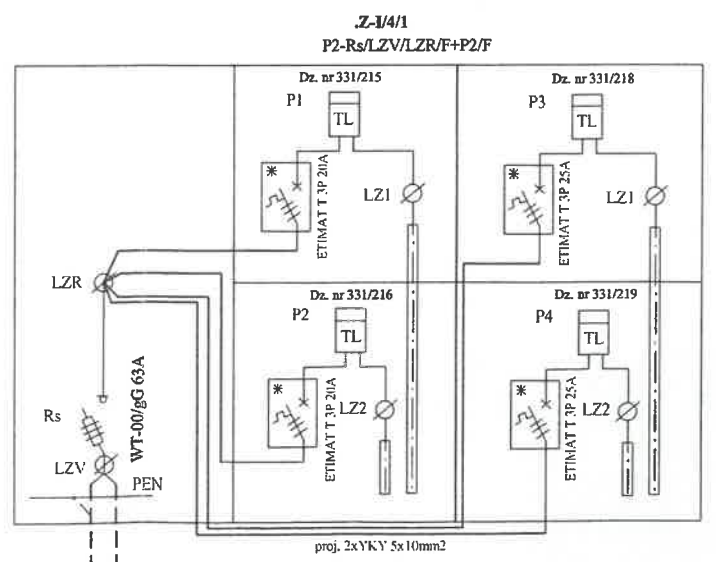 .Z-I/4/1
P2-Rs/LZV/LZR/F+P2/F
Dz. nr 331/215
P1
TL
*
ETIMAT T 3P 20A
LZ1
Dz. nr 331/218
P3
TL
*
ETIMAT T 3P 25A
LZ1
LZR
Dz. nr 331/216
P2
TL
*
ETIMAT T 3P 20A
LZ2
Dz. nr 331/219
P4
TL
*
ETIMAT T 3P 25A
LZ2
Rs
WT-00/gG 63A
LZV
PEN
proj. 2xYKY 5x10mm2